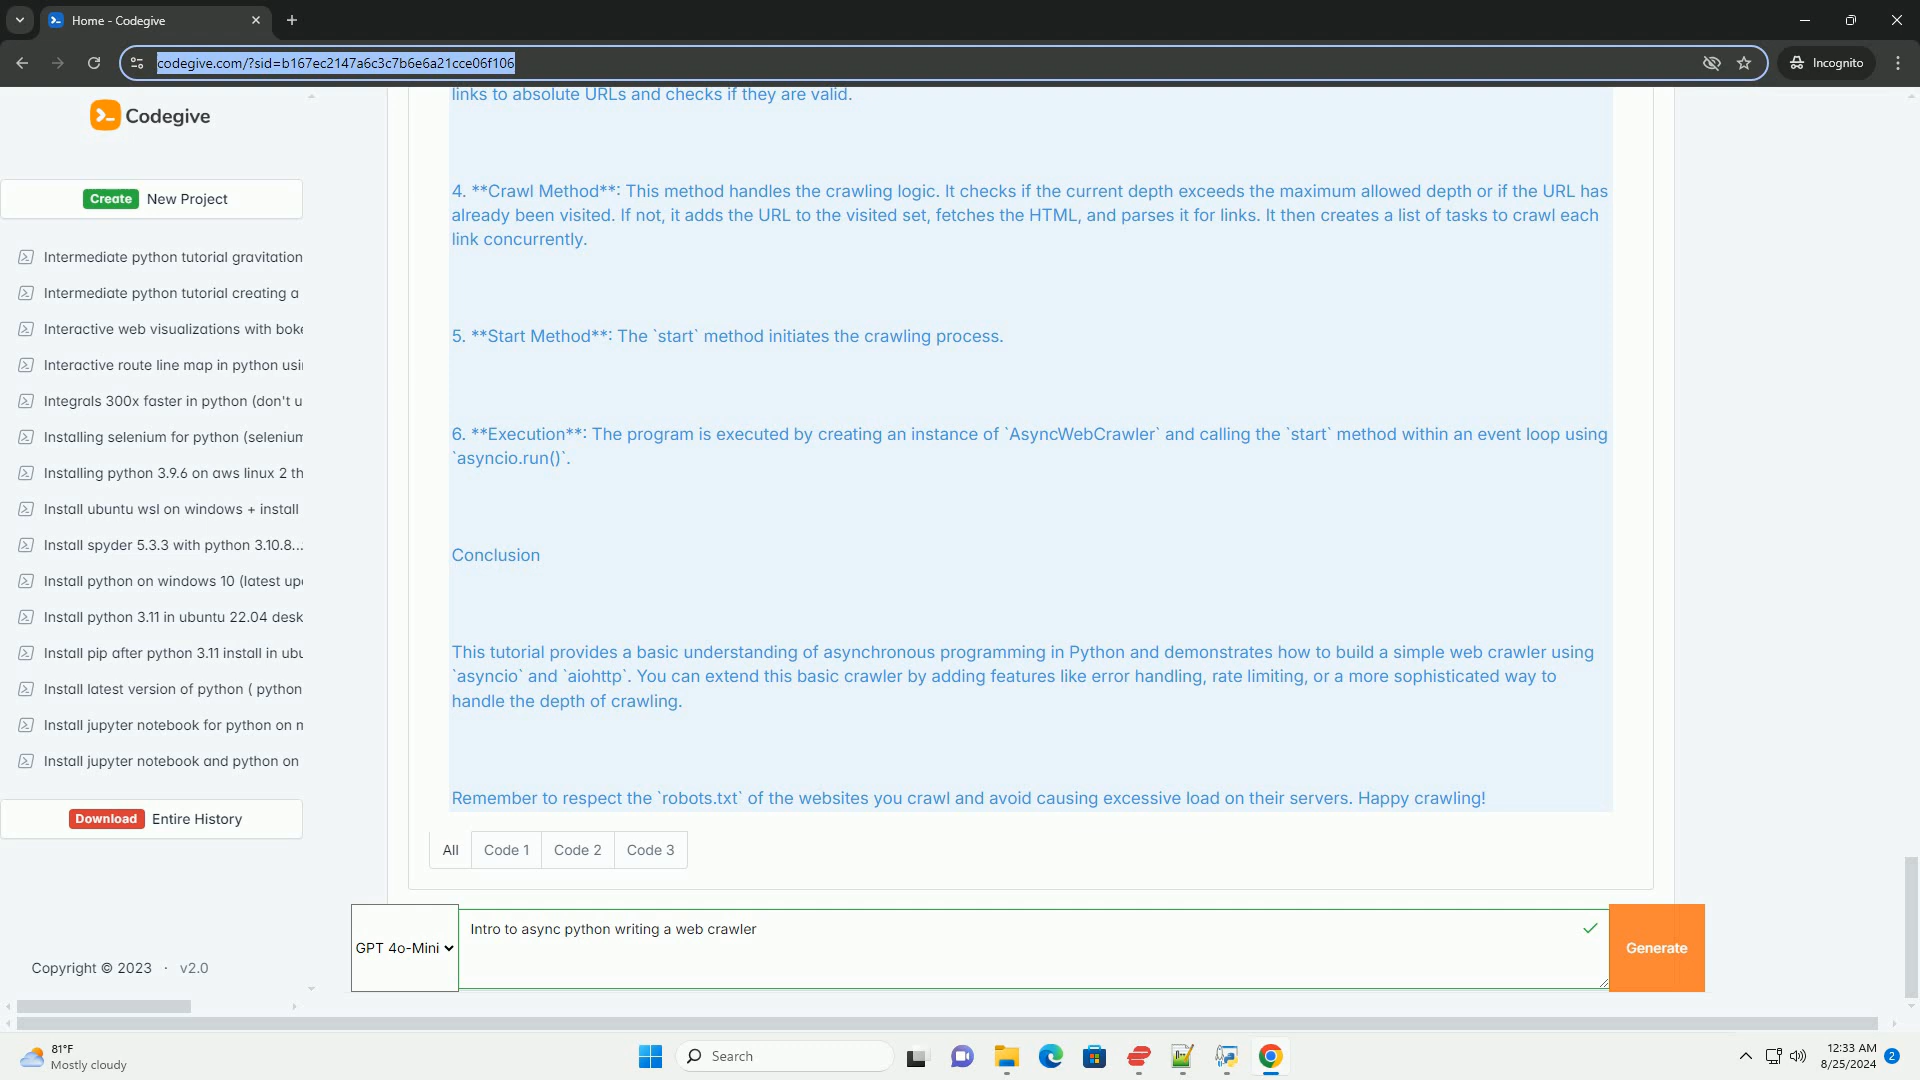 Home - Codegive
codegive.com/?sid=b167ec2147a6c3c7b6e6a21cce06f106
Incognito
Codegive
Create New Project
Intermediate python tutorial gravitation
Intermediate python tutorial creating a
Interactive web visualizations with boke
Interactive route line map in python usi
Integrals 300x faster in python (don't u
Installing selenium for python (seleniun
Installing python 3.9.6 on aws linux 2 th
Install ubuntu wsl on windows + install
Install spyder 5.3.3 with python 3.10.8...
Install python on windows 10 (latest up
Install python 3.11 in ubuntu 22.04 desk
Install pip after python 3.11 install in ubu
Install latest version of python ( python
Install jupyter notebook for python on n
Install jupyter notebook and python on
Download Entire History
Copyright © 2023 · v2.0
links to absolute URLs and checks if they are valid.
4. **Crawl Method**: This method handles the crawling logic. It checks if the current depth exceeds the maximum allowed depth or if the URL has
already been visited. If not, it adds the URL to the visited set, fetches the HTML, and parses it for links. It then creates a list of tasks to crawl each
link concurrently.
5. **Start Method**: The `start` method initiates the crawling process.
6. **Execution**: The program is executed by creating an instance of `AsyncWebCrawler` and calling the `start` method within an event loop using
`asyncio.run()`.
Conclusion
This tutorial provides a basic understanding of asynchronous programming in Python and demonstrates how to build a simple web crawler using
`asyncio` and `aiohttp`. You can extend this basic crawler by adding features like error handling, rate limiting, or a more sophisticated way to
handle the depth of crawling.
Remember to respect the `robots.txt` of the websites you crawl and avoid causing excessive load on their servers. Happy crawling!
All Code 1 Code 2 Code 3
GPT 4o-Mini
Intro to async python writing a web crawler
Generate
81°F
Mostly cloudy
Search
12:33 AM
8/25/2024
2